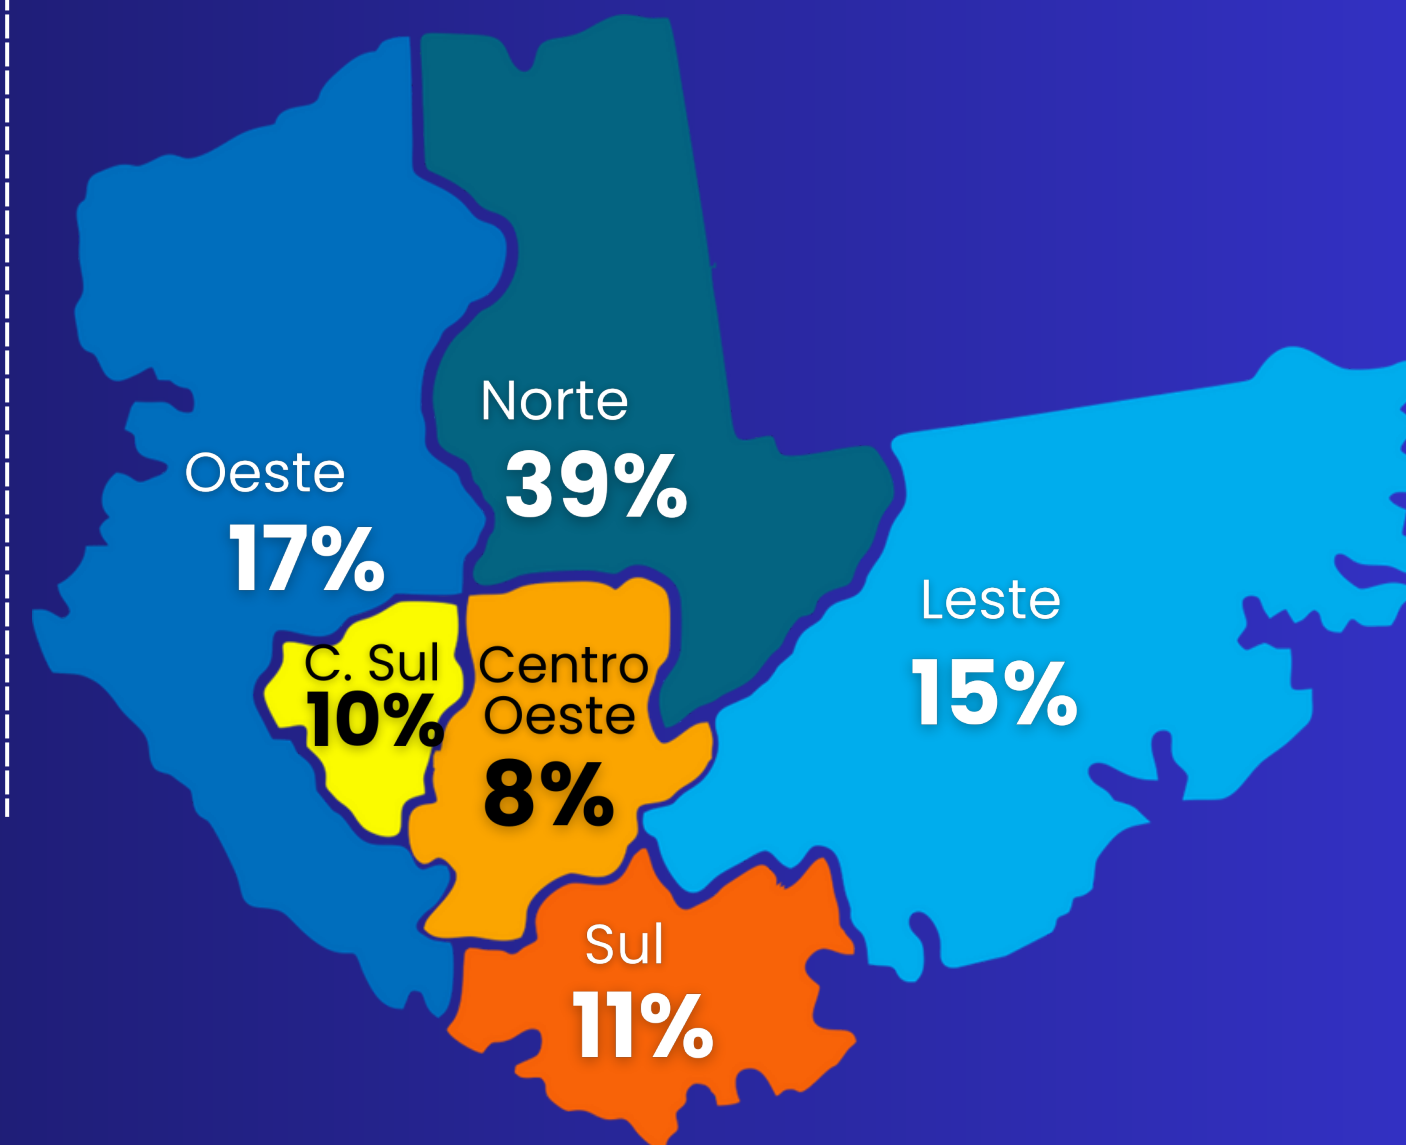 Norte
39%
Oeste
17%
Leste
15%
C. Sul
10%
Centro
Oeste
8%
Sul
11%